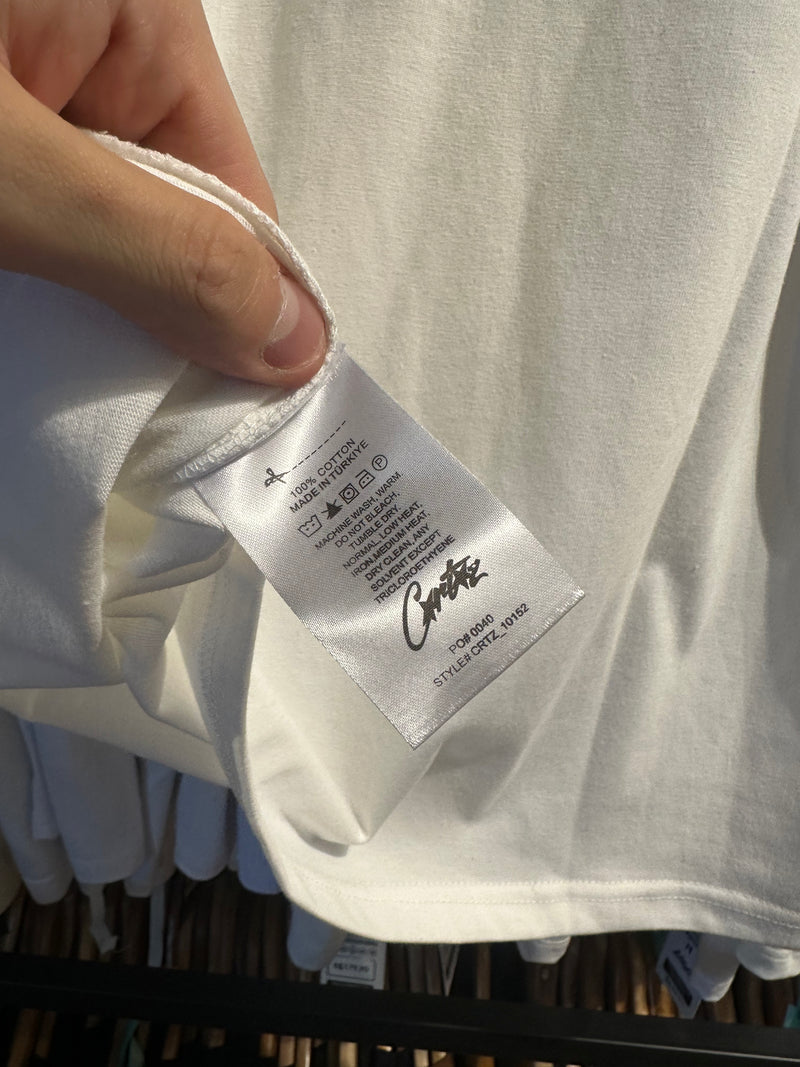 100% COTTON
MADE IN TÜRKIYE
P
MACHINE WASH, WARM.
DO NOT BLEACH.
TUMBLE DRY.
NORMAL, LOW HEAT.
IRON,MEDIUM HEAT.
DRY CLEAN,ANY
SOLVENT EXCEPT
TRICLOROETHYENE
Corteiz
PO# 0040
STYLE# CRTZ_10152